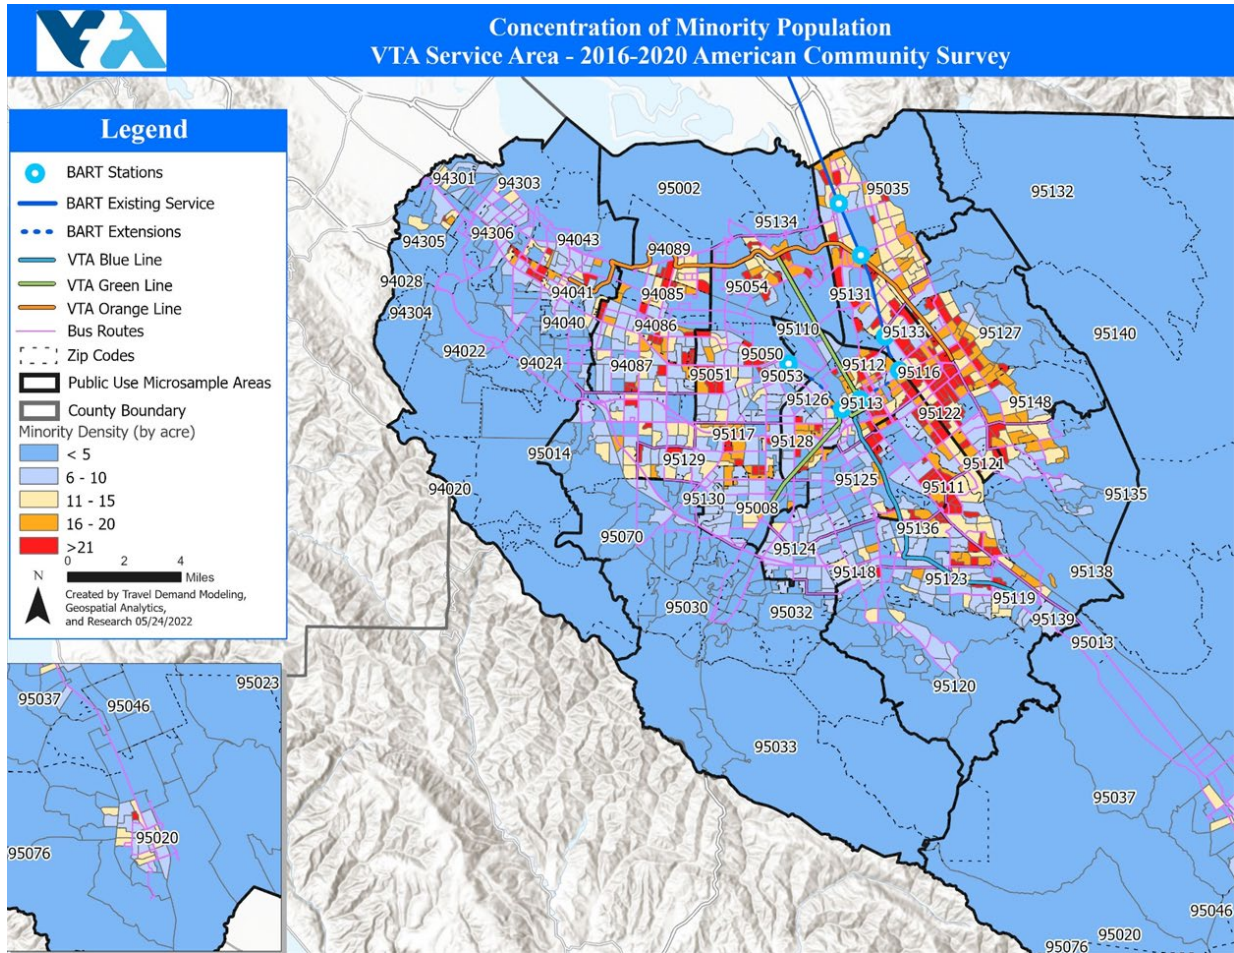 VTA
Concentration of Minority Population
VTA Service Area - 2016-2020 American Community Survey
Legend
BART Stations
BART Existing Service
BART Extensions
VTA Blue Line
VTA Green Line
VTA Orange Line
Bus Routes
Zip Codes
Public Use Microsample Areas
County Boundary
Minority Density (by acre)
< 5
6 - 10
11 - 15
16 - 20
>21
0 2 4
Miles
N
Created by Travel Demand Modeling,
Geospatial Analytics,
and Research 05/24/2022
94301
94303
95002
95035
95132
94305
94306
94043
94089
95134
94028
94041
94085
95054
95131
94304
94040
94086
95110
95133
95127
95140
94022
94024
94087
95050
95051
95053
95112
95116
95126
95113
95122
95148
95014
95117
95128
95129
95121
94020
95130
95008
95125
95111
95135
95070
95124
95136
95118
95123
95138
95030
95032
95119
95139
95013
95120
95033
95037
95046
95020
95076
95023
95037
95046
95020
95076